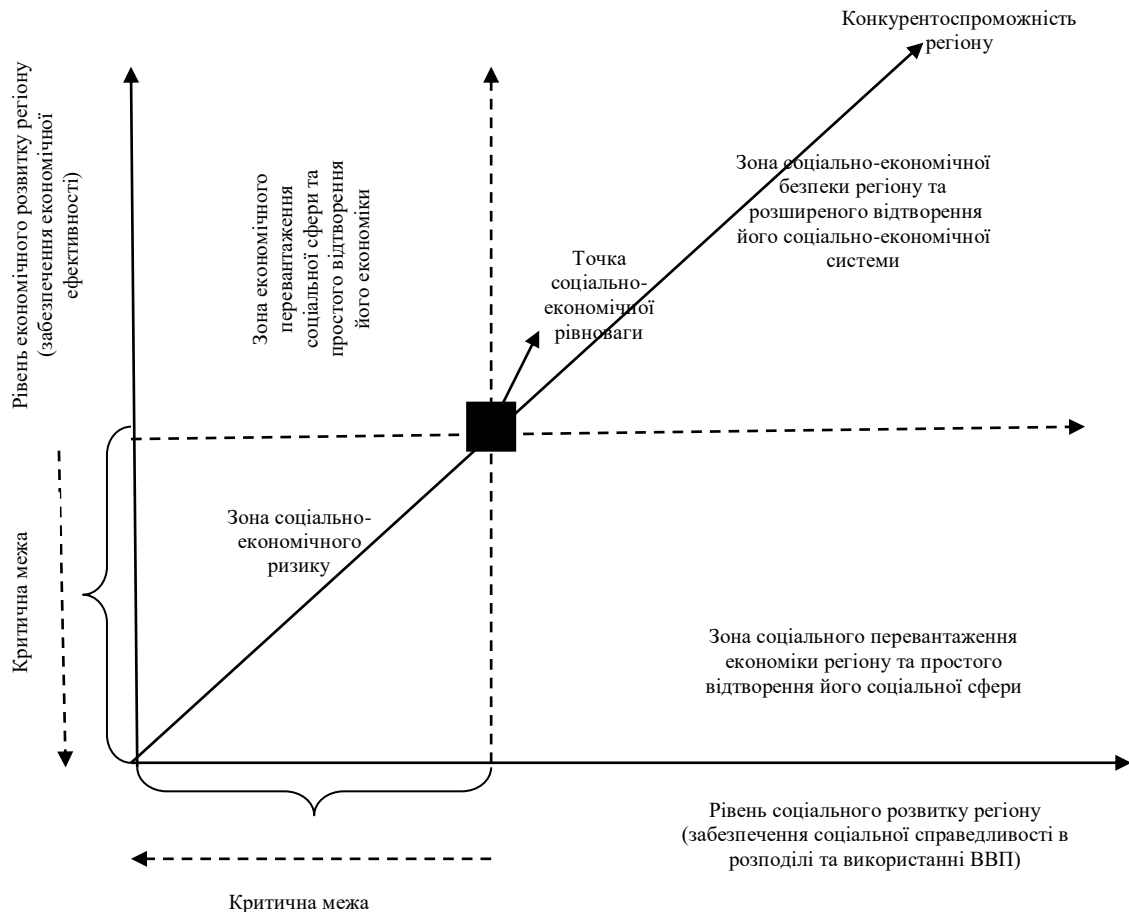 Конкурентоспроможність
регіону
Рівень економічного розвитку регіону
(забезпечення економічної
ефективності)
Зона економічного
перевантаження
соціальної сфери та
простого відтворення
його економіки
Зона соціально-економічної
безпеки регіону та
розширеного відтворення
його соціально-економічної
системи
Точка
соціально-
економічної
рівноваги
Зона соціально-
економічного
ризику
Критична межа
Зона соціального перевантаження
економіки регіону та простого
відтворення його соціальної сфери
Рівень соціального розвитку регіону
(забезпечення соціальної справедливості в
розподілі та використанні ВВП)
Критична межа